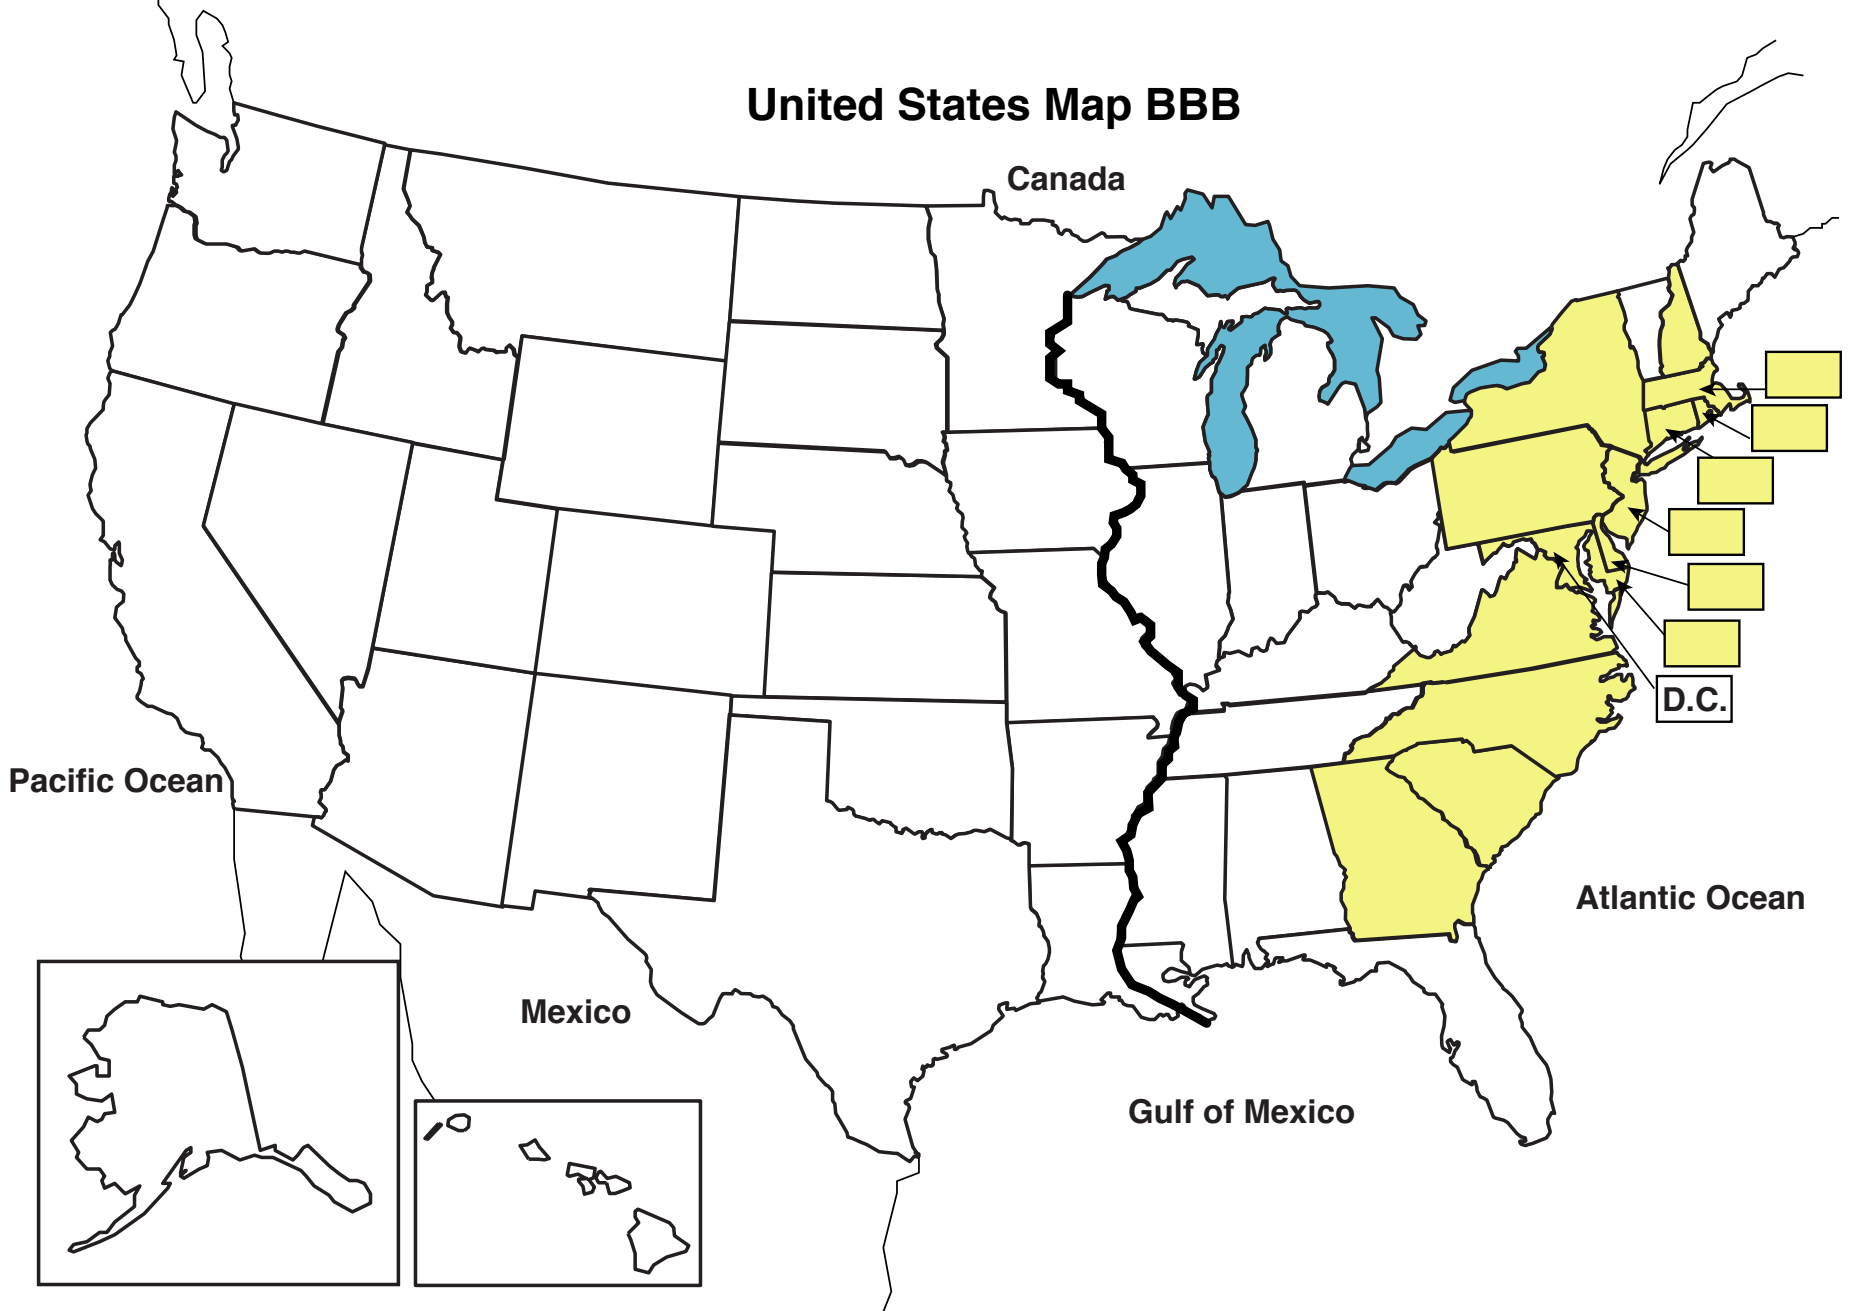 United States Map BBB
Canada
D.C.
Pacific Ocean
Atlantic Ocean
Mexico
Gulf of Mexico